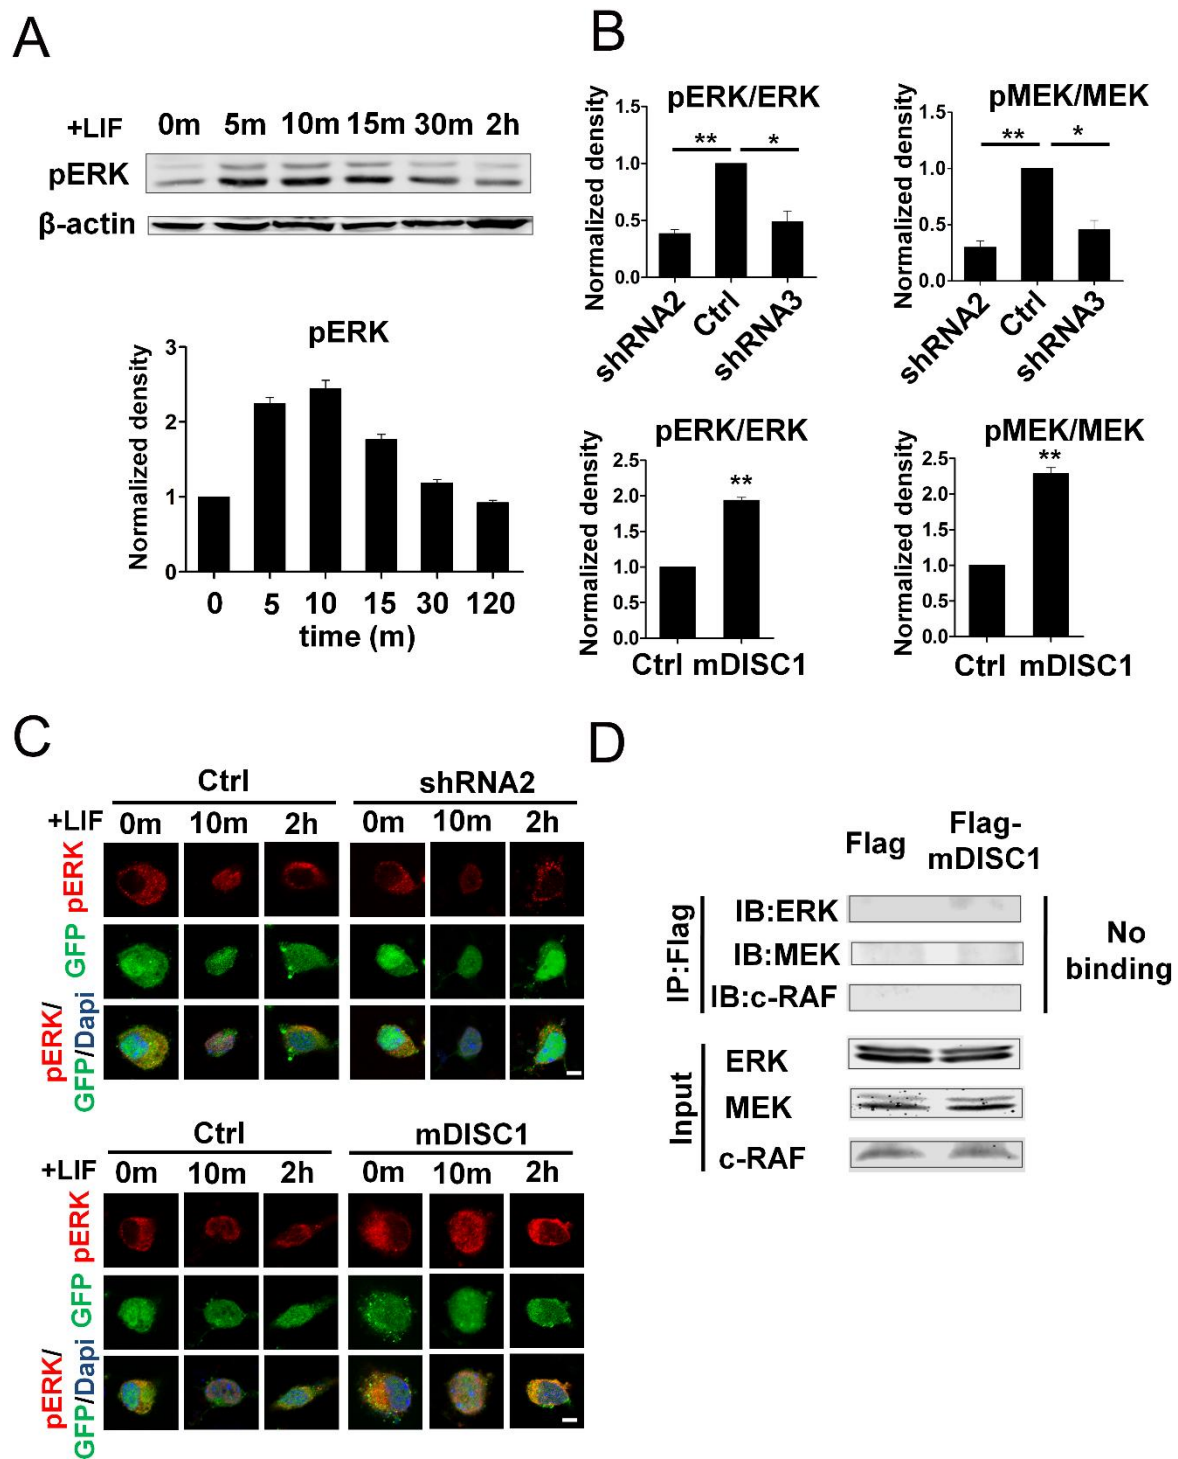 A
+LIF 0m 5m 10m 15m 30m 2h
pERK
β-actin
pERK
Normalized density
3
2
1
0
0 5 10 15 30 120
time (m)
B
pERK/ERK
Normalized density
1.5
1.0
0.5
0.0
** *
shRNA2 Ctrl shRNA3
pMEK/MEK
Normalized density
1.5
1.0
0.5
0.0
** *
shRNA2 Ctrl shRNA3
pERK/ERK
Normalized density
2.5
2.0
1.5
1.0
0.5
0.0
**
Ctrl mDISC1
pMEK/MEK
Normalized density
2.5
2.0
1.5
1.0
0.5
0.0
**
Ctrl mDISC1
C
Ctrl shRNA2
+LIF 0m 10m 2h 0m 10m 2h
pERK
GFP
pERK/
GFP/Dapi
Ctrl mDISC1
+LIF 0m 10m 2h 0m 10m 2h
pERK
GFP
pERK/
GFP/Dapi
D
Flag Flag-
mDISC1
IP:Flag
IB:ERK
IB:MEK
IB:c-RAF
No
binding
Input
ERK
MEK
c-RAF